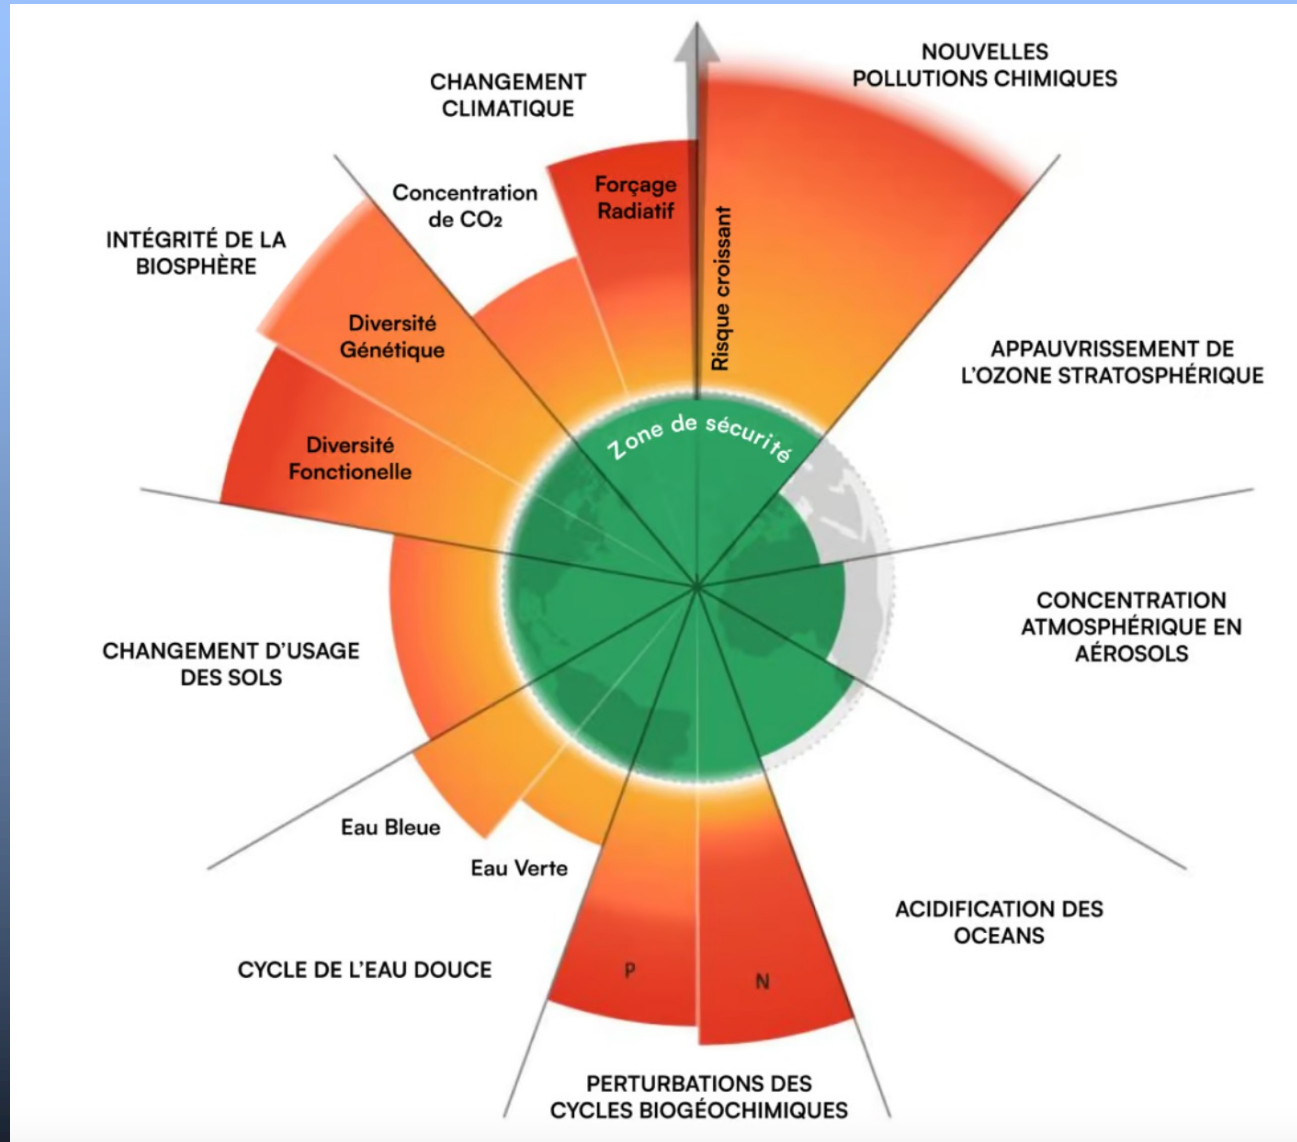 NOUVELLES
POLLUTIONS CHIMIQUES
CHANGEMENT
CLIMATIQUE
Concentration
de CO₂
Forçage
Radiatif
Risque croissant
INTÉGRITÉ DE LA
BIOSPHÈRE
Diversité
Génétique
Diversité
Fonctionelle
APPAUVRISSEMENT DE
L'OZONE STRATOSPHÉRIQUE
Zone de sécurité
CONCENTRATION
ATMOSPHÉRIQUE EN
AÉROSOLS
CHANGEMENT D'USAGE
DES SOLS
Eau Bleue
Eau Verte
ACIDIFICATION DES
OCEANS
CYCLE DE L'EAU DOUCE
P
N
PERTURBATIONS DES
CYCLES BIOGÉOCHIMIQUES